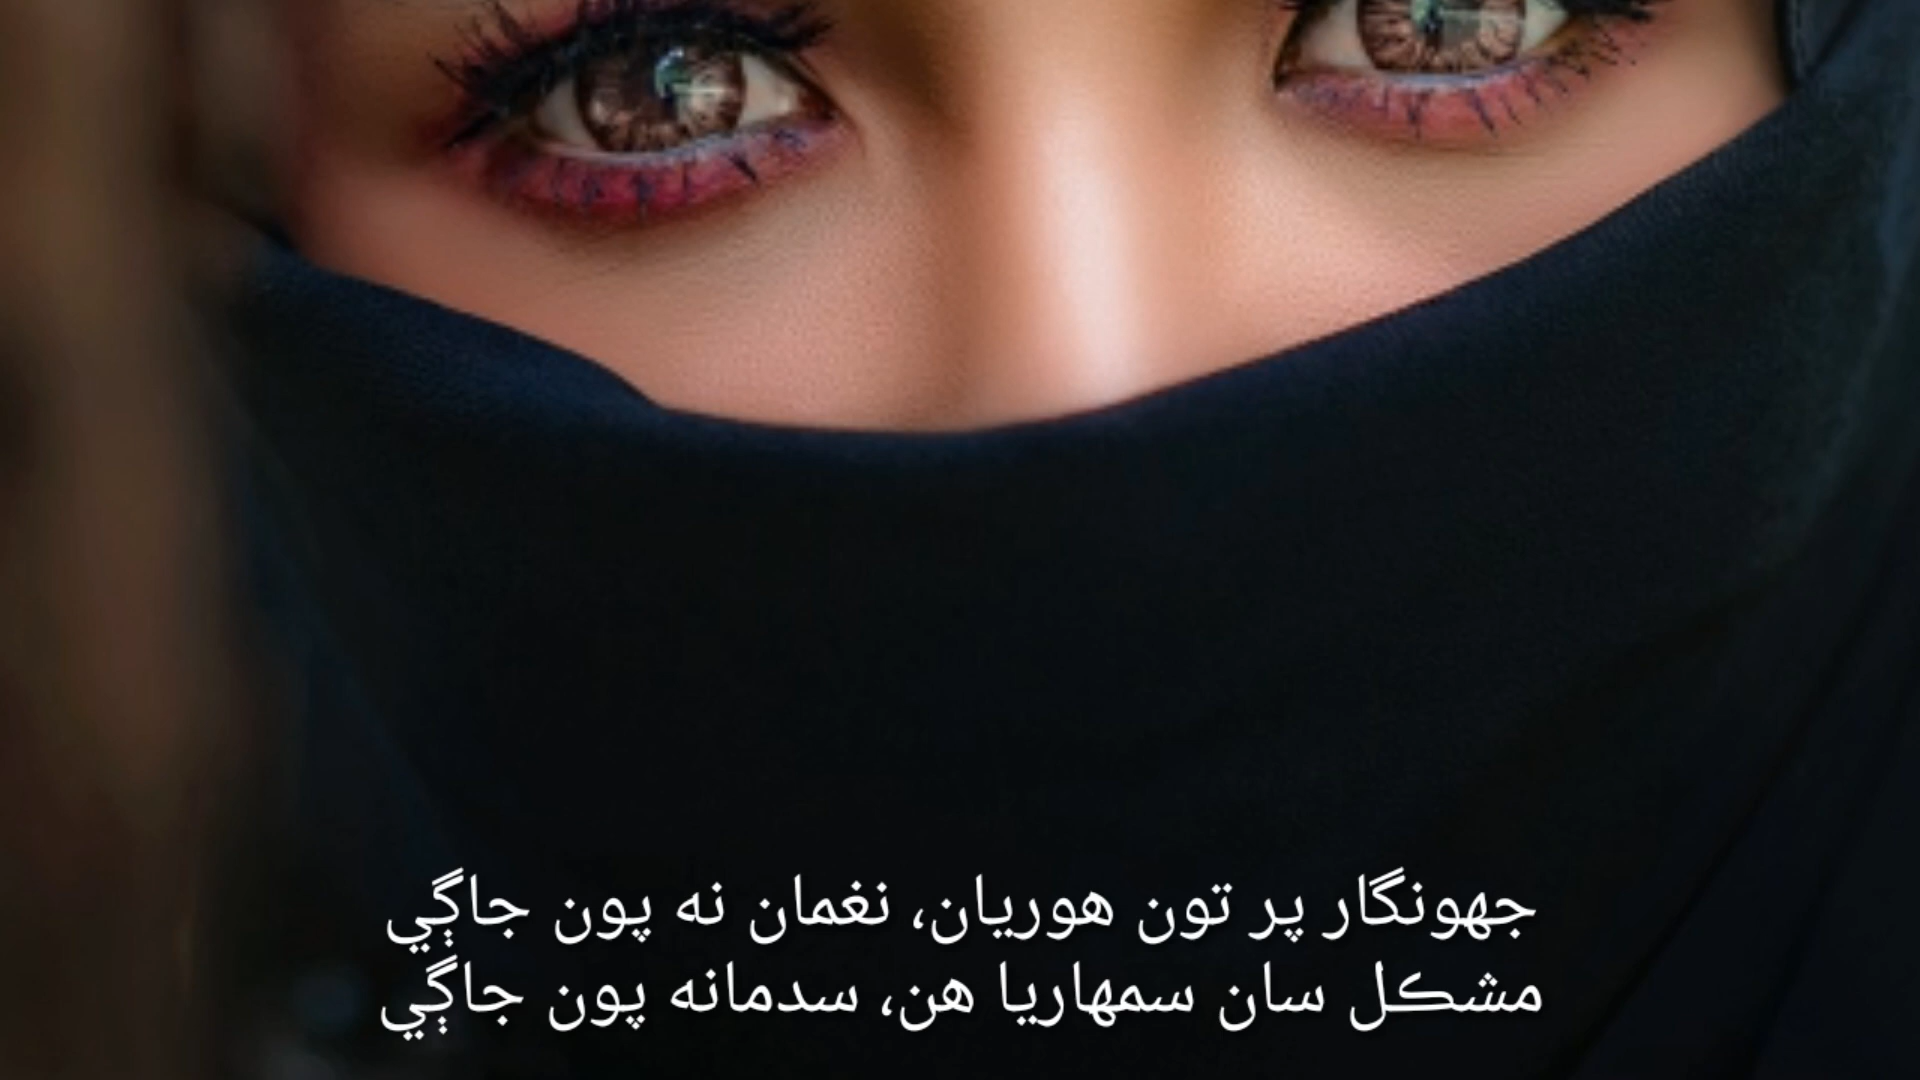 جهونگار پر تون هوريان، نغمان نه پون جاڳي
مشڪل سان سمهاريا هن، سدمانه پون جاڳي